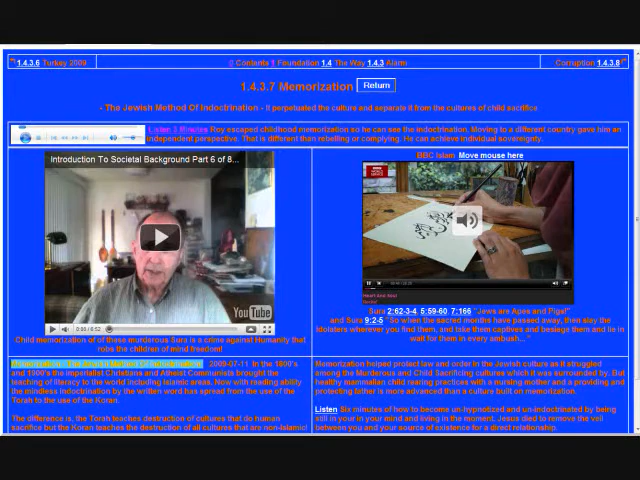 1.4.3.6 Turkey 2009
0 Contents 1 Foundation 1.4 The Way 1.4.3 Alarm
Corruption 1.4.3.8
1.4.3.7 Memorization Return
- The Jewish Method Of Indoctrination - It perpetuated the culture and separate it from the cultures of child sacrifice
Listen 3 Minutes Roy escaped childhood memorization so he can see the indoctrination. Moving to a different country gave him an
independent perspective. That is different than rebelling or complying. He can achieve individual sovereignty.
Introduction To Societal Background Part 6 of 8...
0:00 / 6:52
YouTube
Child memorization of of these murderous Sura is a crime against Humanity that
robs the children of mind freedom!
BBC Islam Move mouse here
Sura 2:62-3-4, 5:59-60, 7:166 "Jews are Apes and Pigs!"
and Sura 9:2-5 "So when the sacred months have passed away, then slay the
idolaters wherever you find them, and take them captives and besiege them and lie in
wait for them in every ambush..."
2009-07-11 In the 1800's
and 1900's the imperialist Christians and Atheist Communists brought the
teaching of literacy to the world including Islamic areas. Now with reading ability
the mindless indoctrination by the written word has spread from the use of the
Torah to the use of the Koran.
The difference is, the Torah teaches destruction of cultures that do human
sacrifice but the Koran teaches the destruction of all cultures that are non-Islamic!
Memorization helped protect law and order in the Jewish culture as it struggled
among the Murderous and Child Sacrificing cultures which it was surrounded by. But
healthy mammalian child rearing practices with a nursing mother and a providing and
protecting father is more advanced than a culture built on memorization.
Listen Six minutes of how to become un-hypnotized and un-indoctrinated by being
still in your in your mind and living in the moment. Jesus died to remove the veil
between you and your source of existence for a direct relationship.